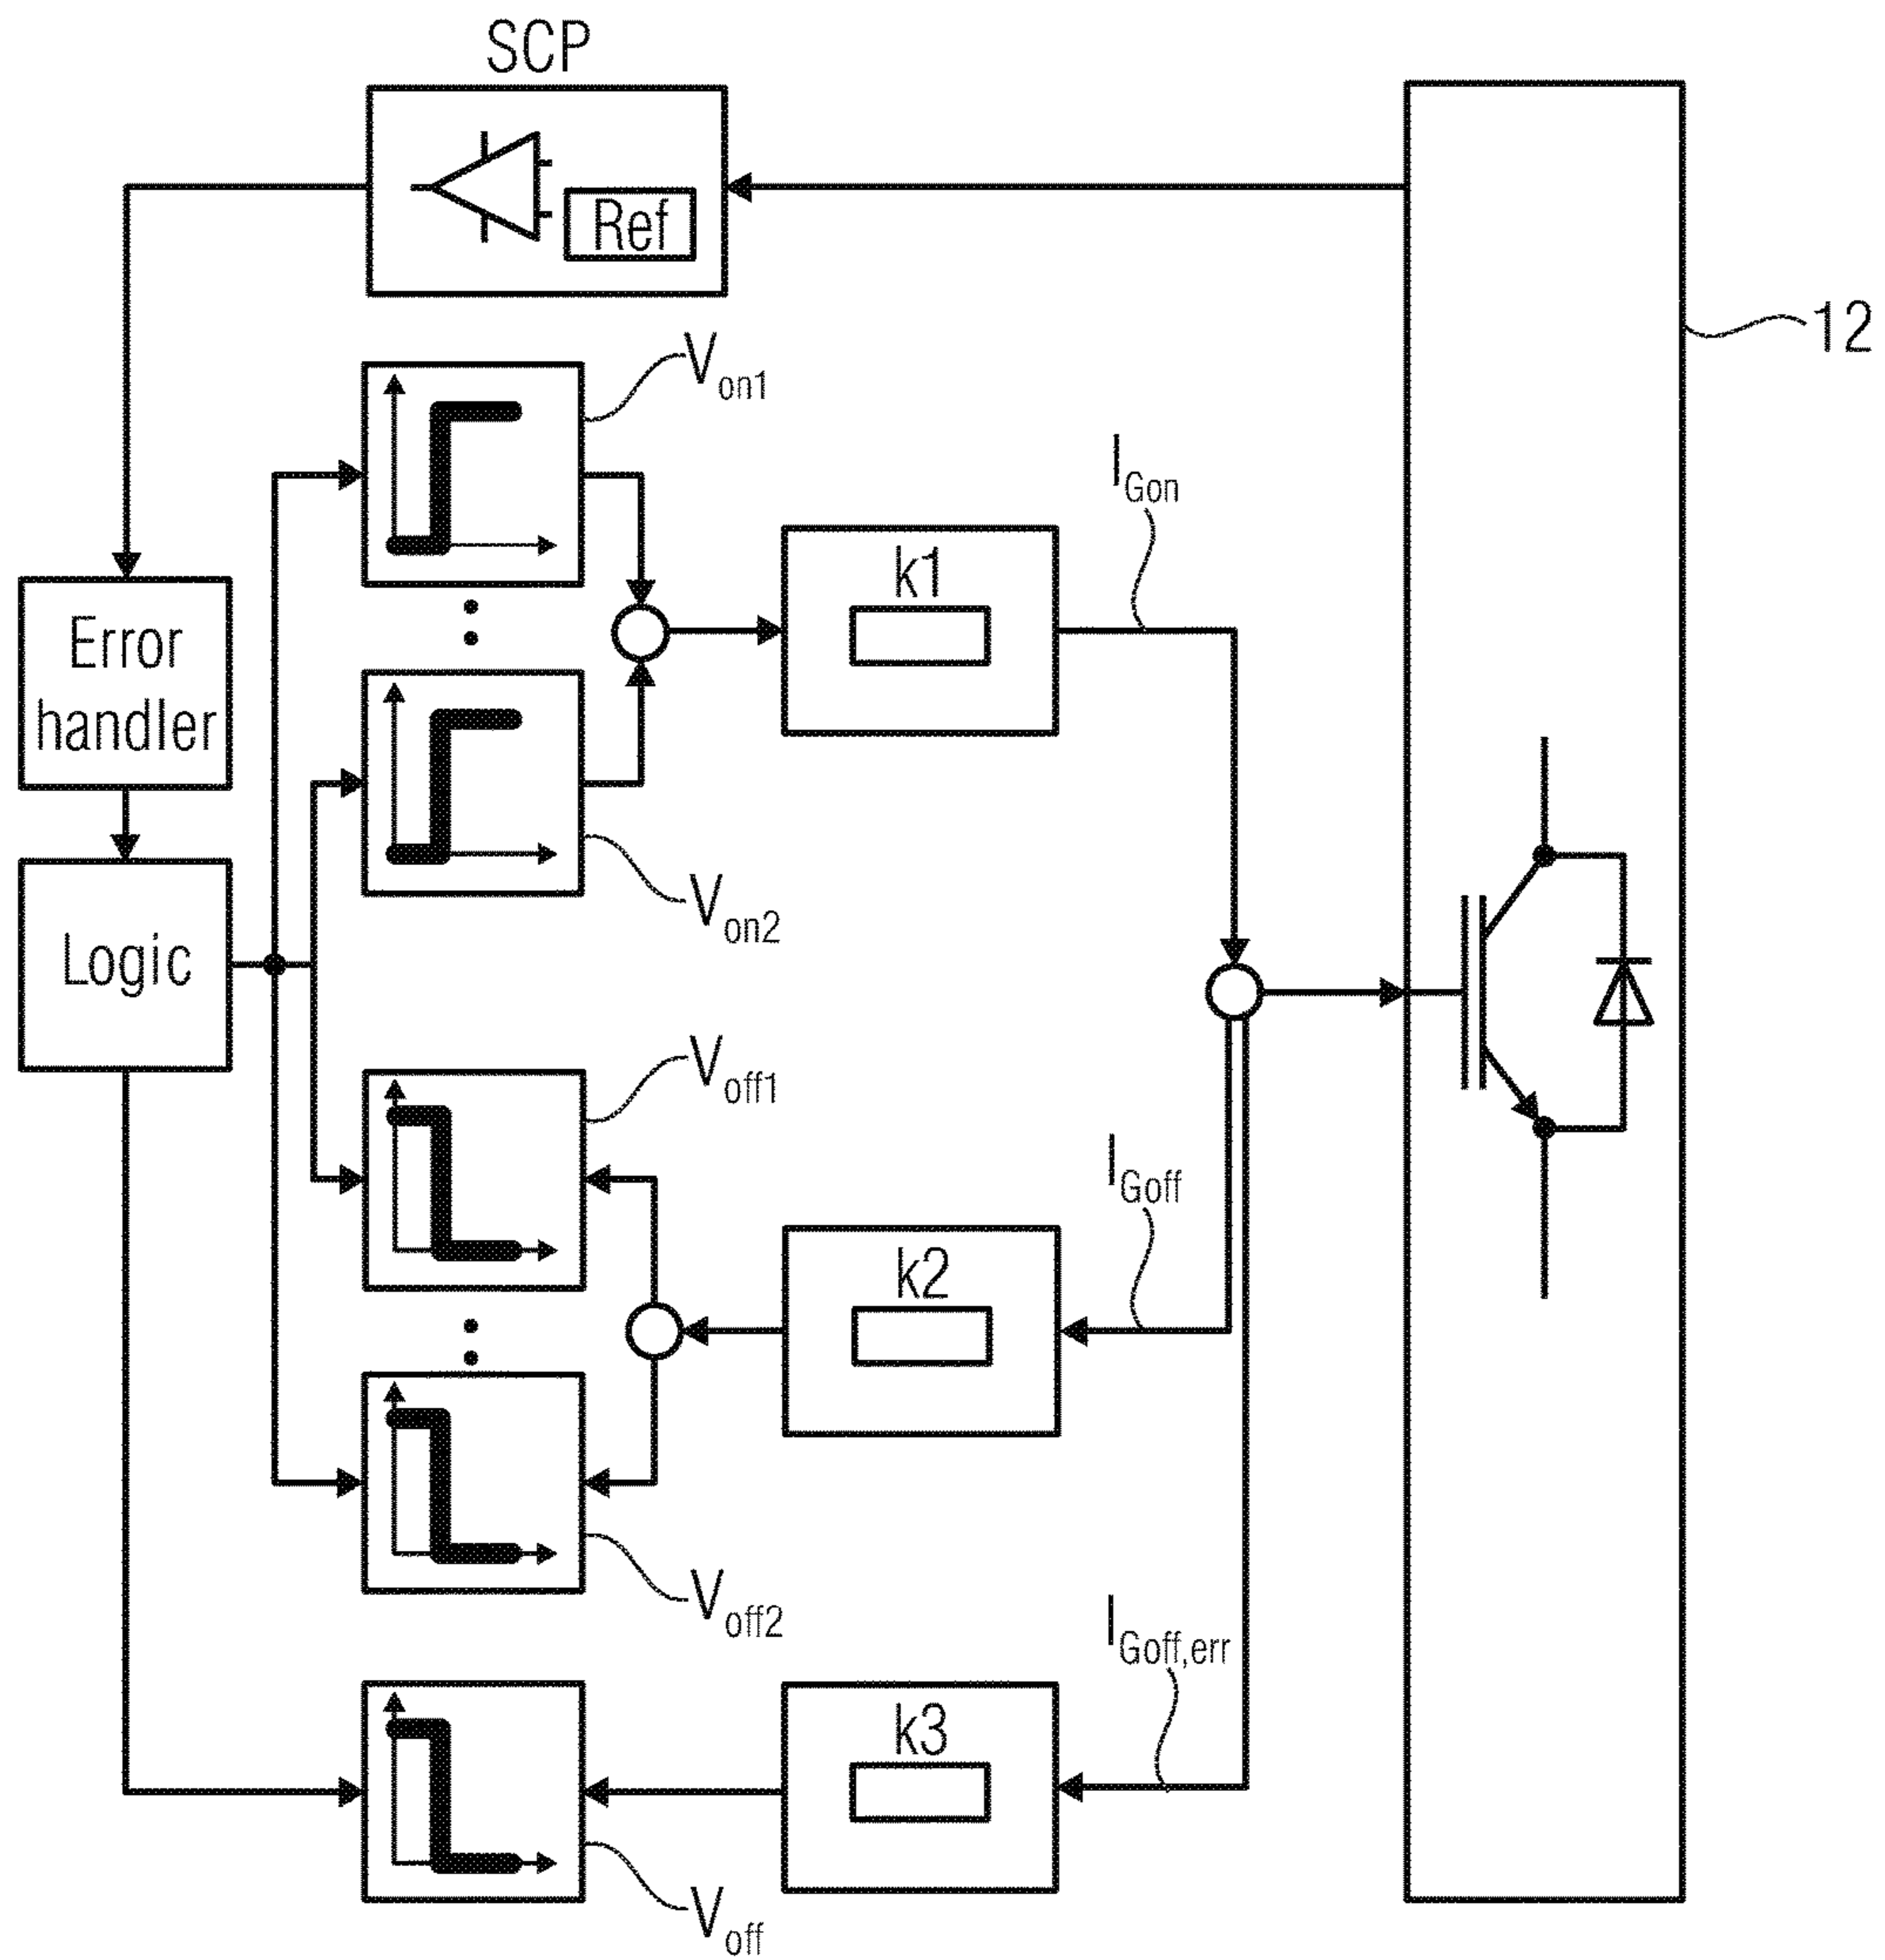 SCP
Ref
12
Von1
IGon
k1
Error
handler
Von2
Logic
Voff1
IGoff
k2
Voff2
IGoff,err
k3
Voff